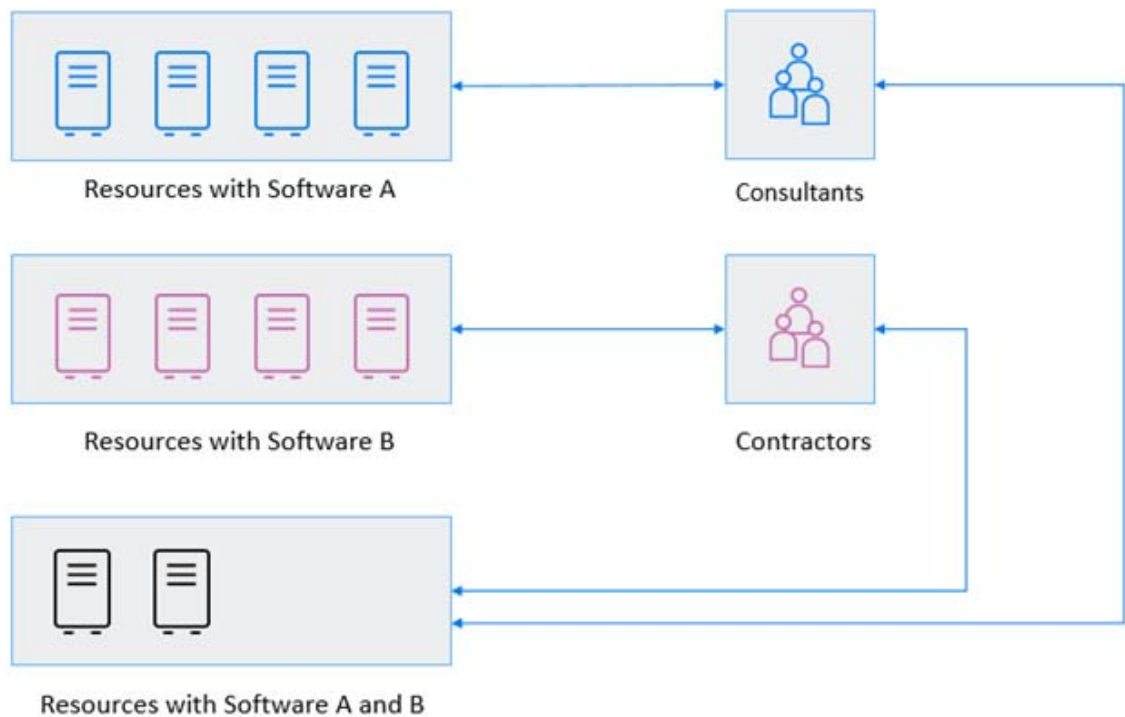 Resources with Software A
Consultants
Resources with Software B
Contractors
Resources with Software A and B